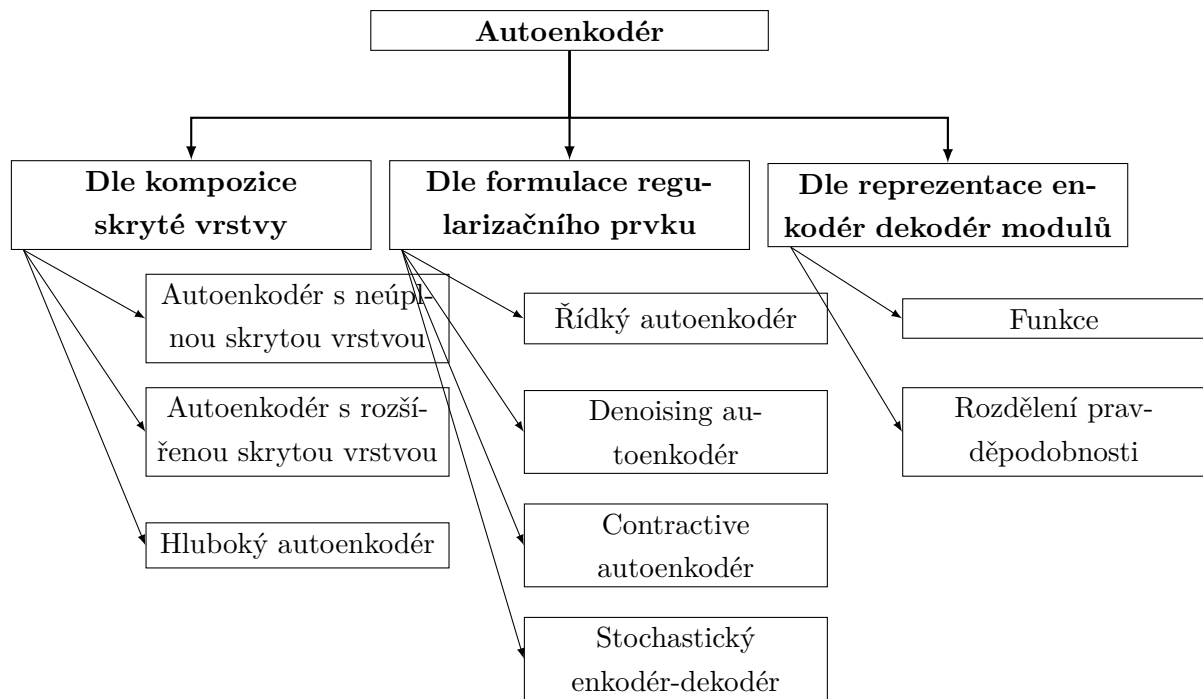 Autoenkodér
Dle kompozice
skryté vrstvy
Dle formulace regu-
larizačního prvku
Dle reprezentace en-
kodér dekodér modulů
Autoenkodér s neúpl-
nou skrytou vrstvou
Autoenkodér s rozší-
řenou skrytou vrstvou
Hluboký autoenkodér
Řídký autoenkodér
Denoising au-
toenkodér
Contractive
autoenkodér
Stochastický
enkodér-dekodér
Funkce
Rozdělení prav-
děpodobnosti